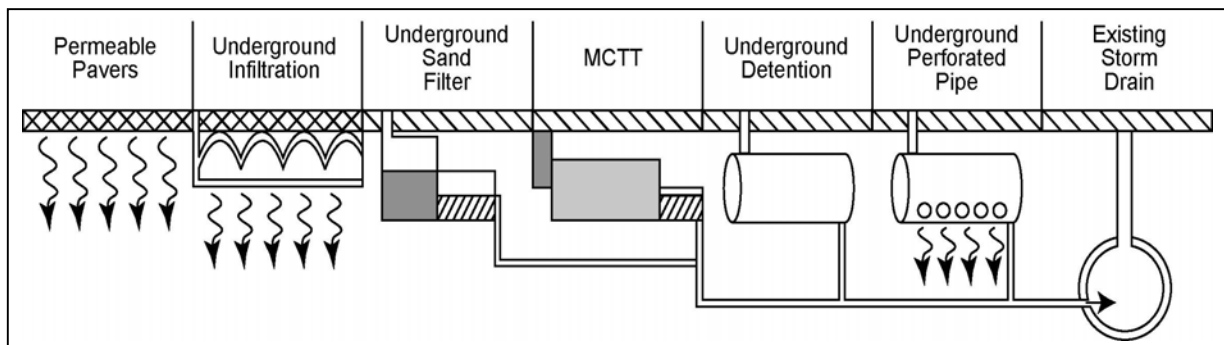 Permeable
Pavers
Underground
Infiltration
Underground
Sand
Filter
MCTT
Underground
Detention
Underground
Perforated
Pipe
Existing
Storm
Drain